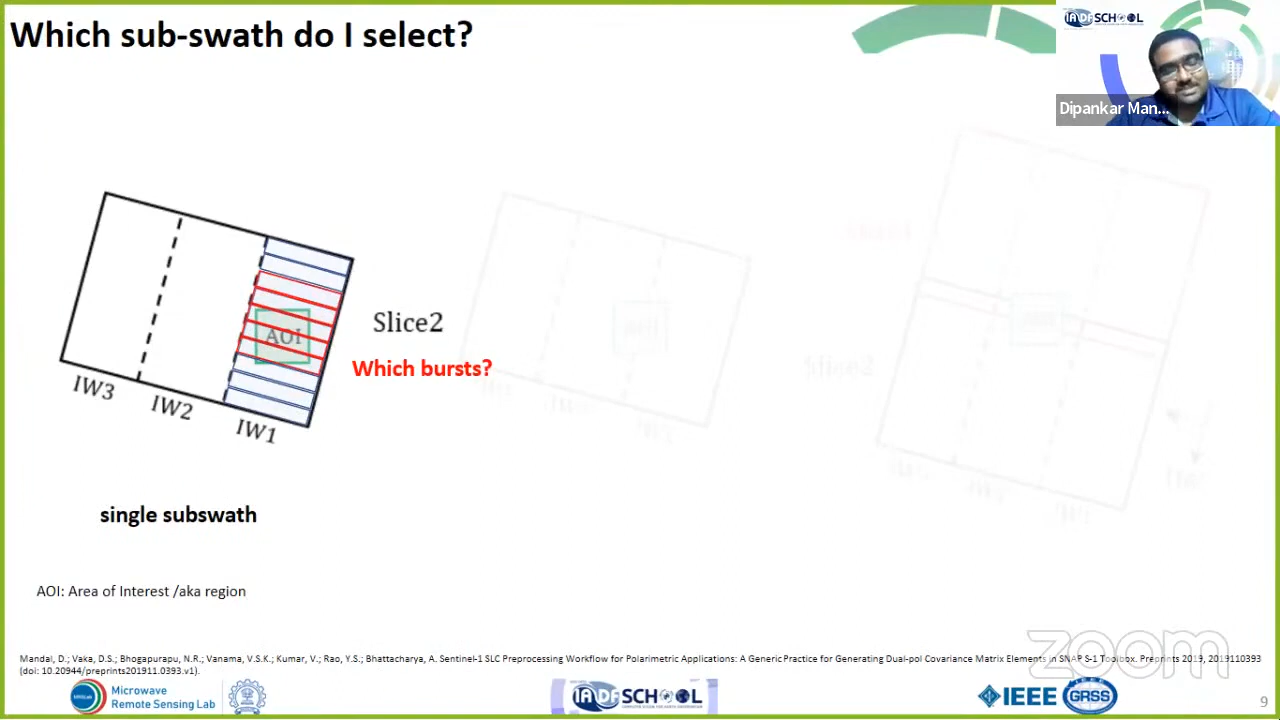 Which sub-swath do I select?
IADF SCHOOL
Dipankar Man...
AOI
Slice2
Which bursts?
IW3
IW2
IW1
Slice2
single subswath
AOI: Area of Interest /aka region
zoom
Mandal, D.; Vaka, D.S.; Bhogapurapu, N.R.; Vanama, V.S.K.; Kumar, V.; Rao, Y.S.; Bhattacharya, A. Sentinel-1 SLC Preprocessing Workflow for Polarimetric Applications: A Generic Practice for Generating Dual-pol Covariance Matrix Elements in SNAP S-1 Toolbox. Preprints 2019, 2019110393
(doi: 10.20944/preprints201911.0393.v1).
Microwave
Remote Sensing Lab
IADF SCHOOL
IEEE GRSS
9